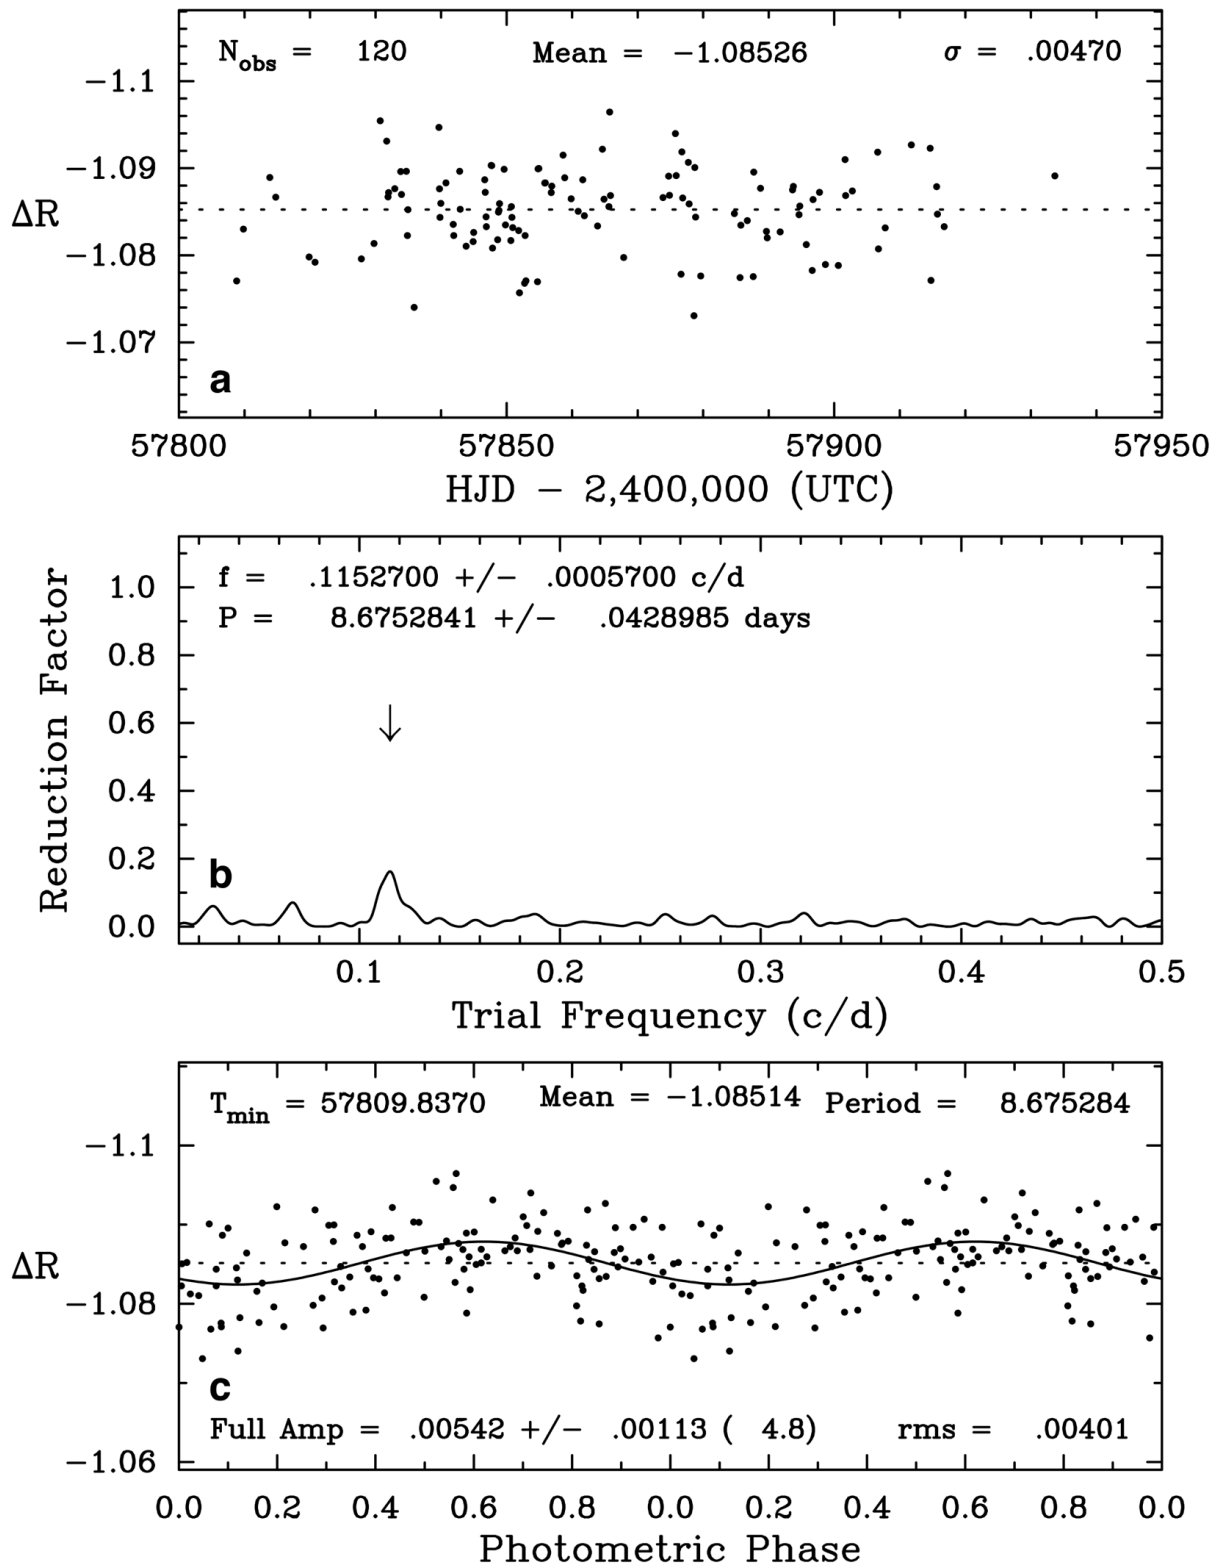 N_obs = 120 Mean = −1.08526 σ = .00470
−1.1
−1.09
ΔR
−1.08
−1.07
a
57800 57850 57900 57950
HJD − 2,400,000 (UTC)
f = .1152700 +/− .0005700 c/d
P = 8.6752841 +/− .0428985 days
Reduction Factor
1.0
0.8
0.6
0.4
0.2
0.0
b
0.1 0.2 0.3 0.4 0.5
Trial Frequency (c/d)
T_min = 57809.8370 Mean = −1.08514 Period = 8.675284
−1.1
ΔR
−1.08
−1.06
c
Full Amp = .00542 +/− .00113 ( 4.8) rms = .00401
0.0 0.2 0.4 0.6 0.8 0.0 0.2 0.4 0.6 0.8 0.0
Photometric Phase